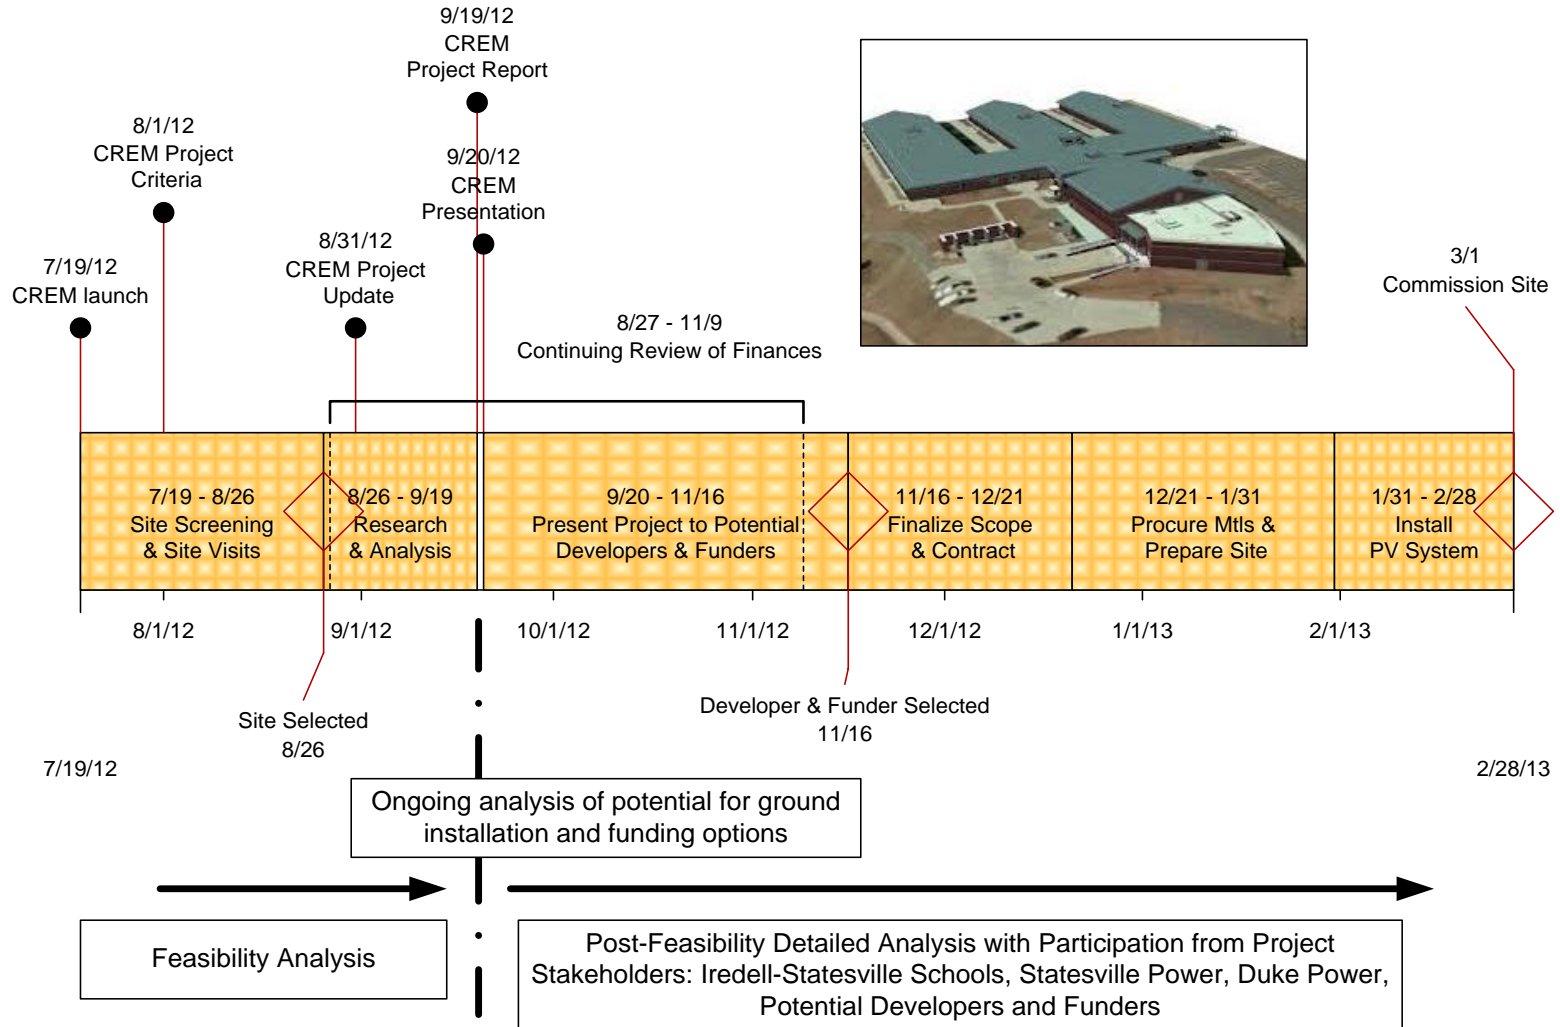 9/19/12
CREM
Project Report
8/1/12
CREM Project
Criteria
9/20/12
CREM
Presentation
7/19/12
CREM launch
8/31/12
CREM Project
Update
8/27 - 11/9
Continuing Review of Finances
3/1
Commission Site
7/19 - 8/26
Site Screening
& Site Visits
8/26 - 9/19
Research
& Analysis
9/20 - 11/16
Present Project to Potential
Developers & Funders
11/16 - 12/21
Finalize Scope
& Contract
12/21 - 1/31
Procure Mtls &
Prepare Site
1/31 - 2/28
Install
PV System
8/1/12
9/1/12
10/1/12
11/1/12
12/1/12
1/1/13
2/1/13
Site Selected
8/26
Developer & Funder Selected
11/16
7/19/12
2/28/13
Ongoing analysis of potential for ground
installation and funding options
Feasibility Analysis
Post-Feasibility Detailed Analysis with Participation from Project
Stakeholders: Iredell-Statesville Schools, Statesville Power, Duke Power,
Potential Developers and Funders